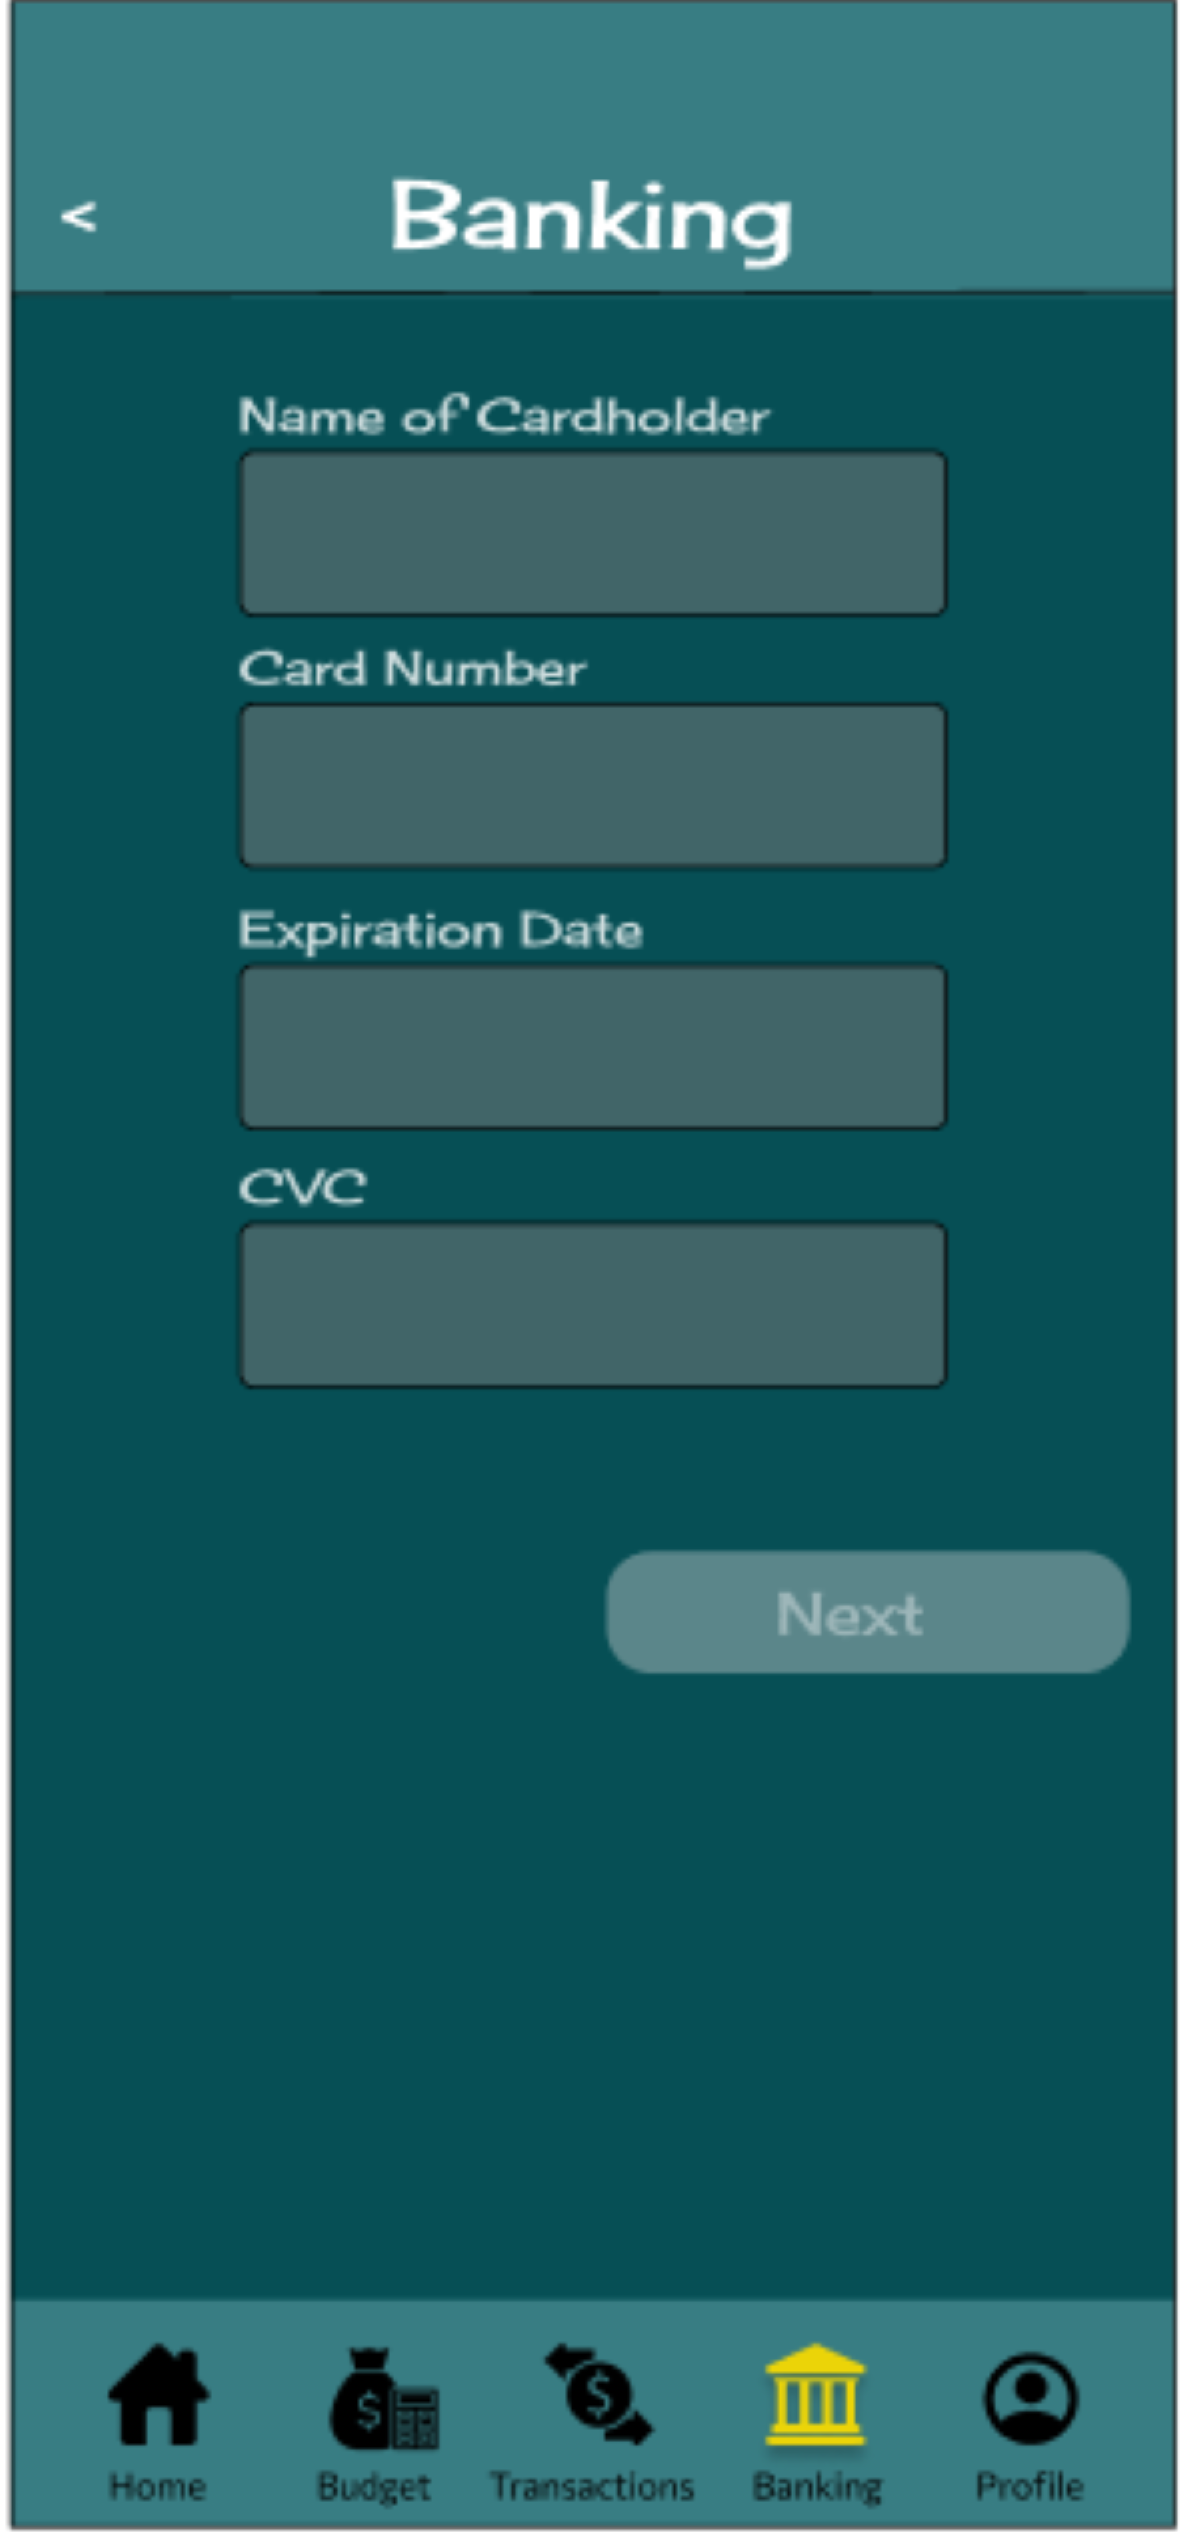 < Banking
Name of Cardholder
Card Number
Expiration Date
CVC
Next
$ $
Home Budget Transactions Banking Profile